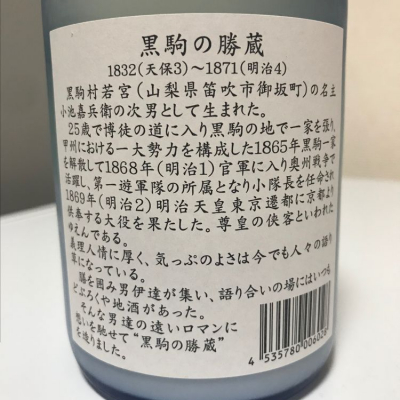 黒駒の勝蔵
1832(天保3)〜1871(明治4)
黒駒村若宮(山梨県笛吹市御坂町)の名主
小池嘉兵衛の次男として生まれた。
25歳で博徒の道に入り黒駒の地で一家を張り、
甲州における一大勢力を構成した1865年黒駒一家
を解散して1868年(明治1)官軍に入り奥州戦争で
活躍し、第一遊軍隊の所属となり小隊長を任命され
1869年(明治2)明治天皇東京遷都に京都より
供奉する大役を果たした。尊皇の侠客といわれた
ゆえんである。
義理人情に厚く、気っぷのよさは今でも人々の語り
草になっている。
膳を囲み男伊達が集い、語り合いの場にはいつも
どぶろくや地酒があった。
そんな男達の遠いロマンに
想いを馳せて“黒駒の勝蔵”
を造りました。
4 535780 006028